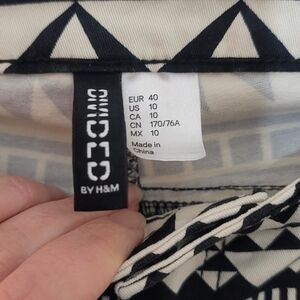 DIVIDED
BY H&M
EUR 40
US 10
CA 10
CN 170/76A
MX 10
Made in
China